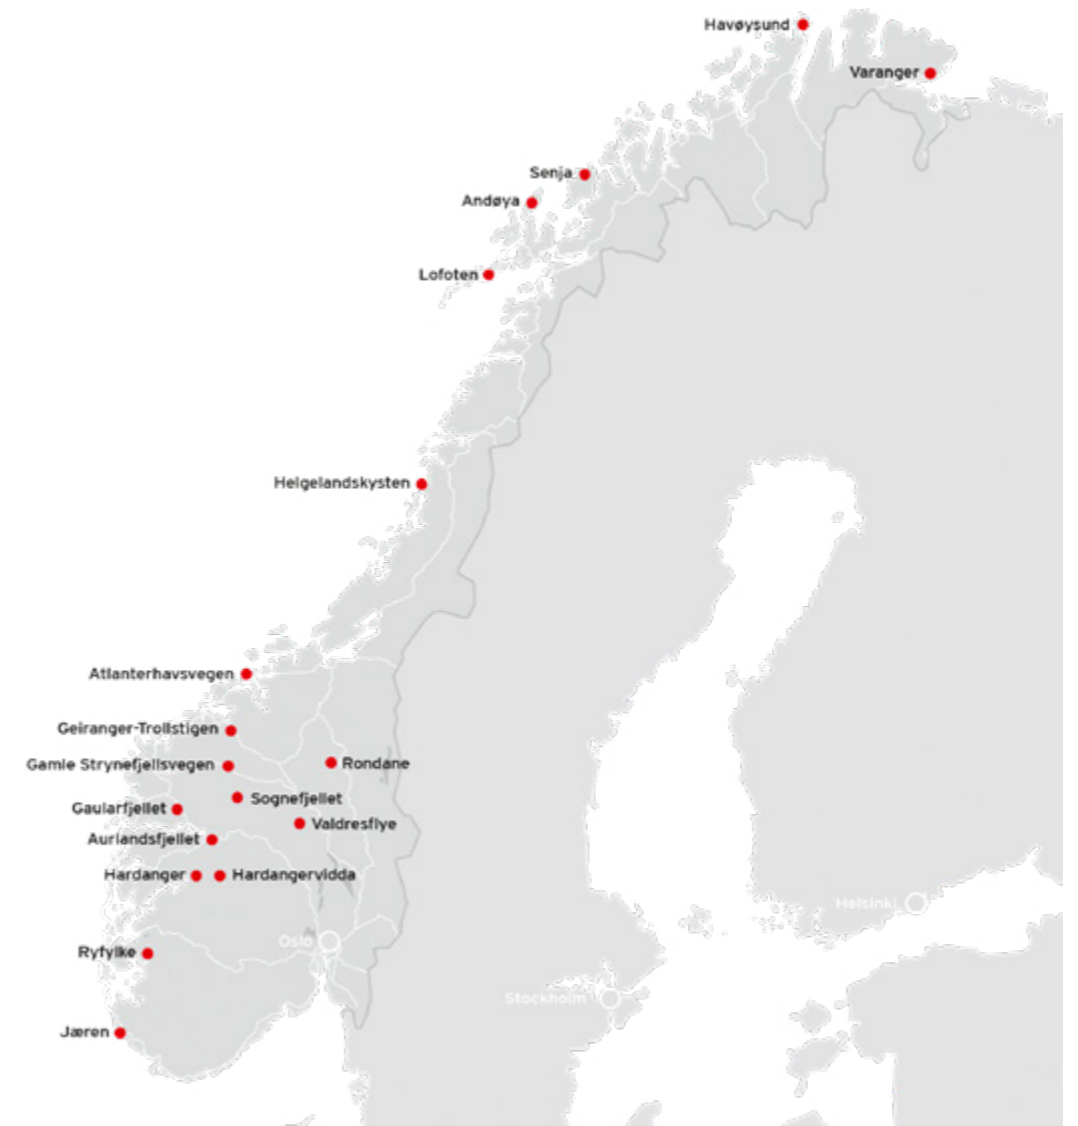 Havøysund
Varanger
Senja
Andøya
Lofoten
Helgelandskysten
Atlanterhavsvegen
Geiranger-Trollstigen
Gamle Strynefjellsvegen
Rondane
Sognefjellet
Gaularfjellet
Valdresflye
Aurlandsfjellet
Hardanger
Hardangervidda
Helsinki
Oslo
Ryfylke
Stockholm
Jæren